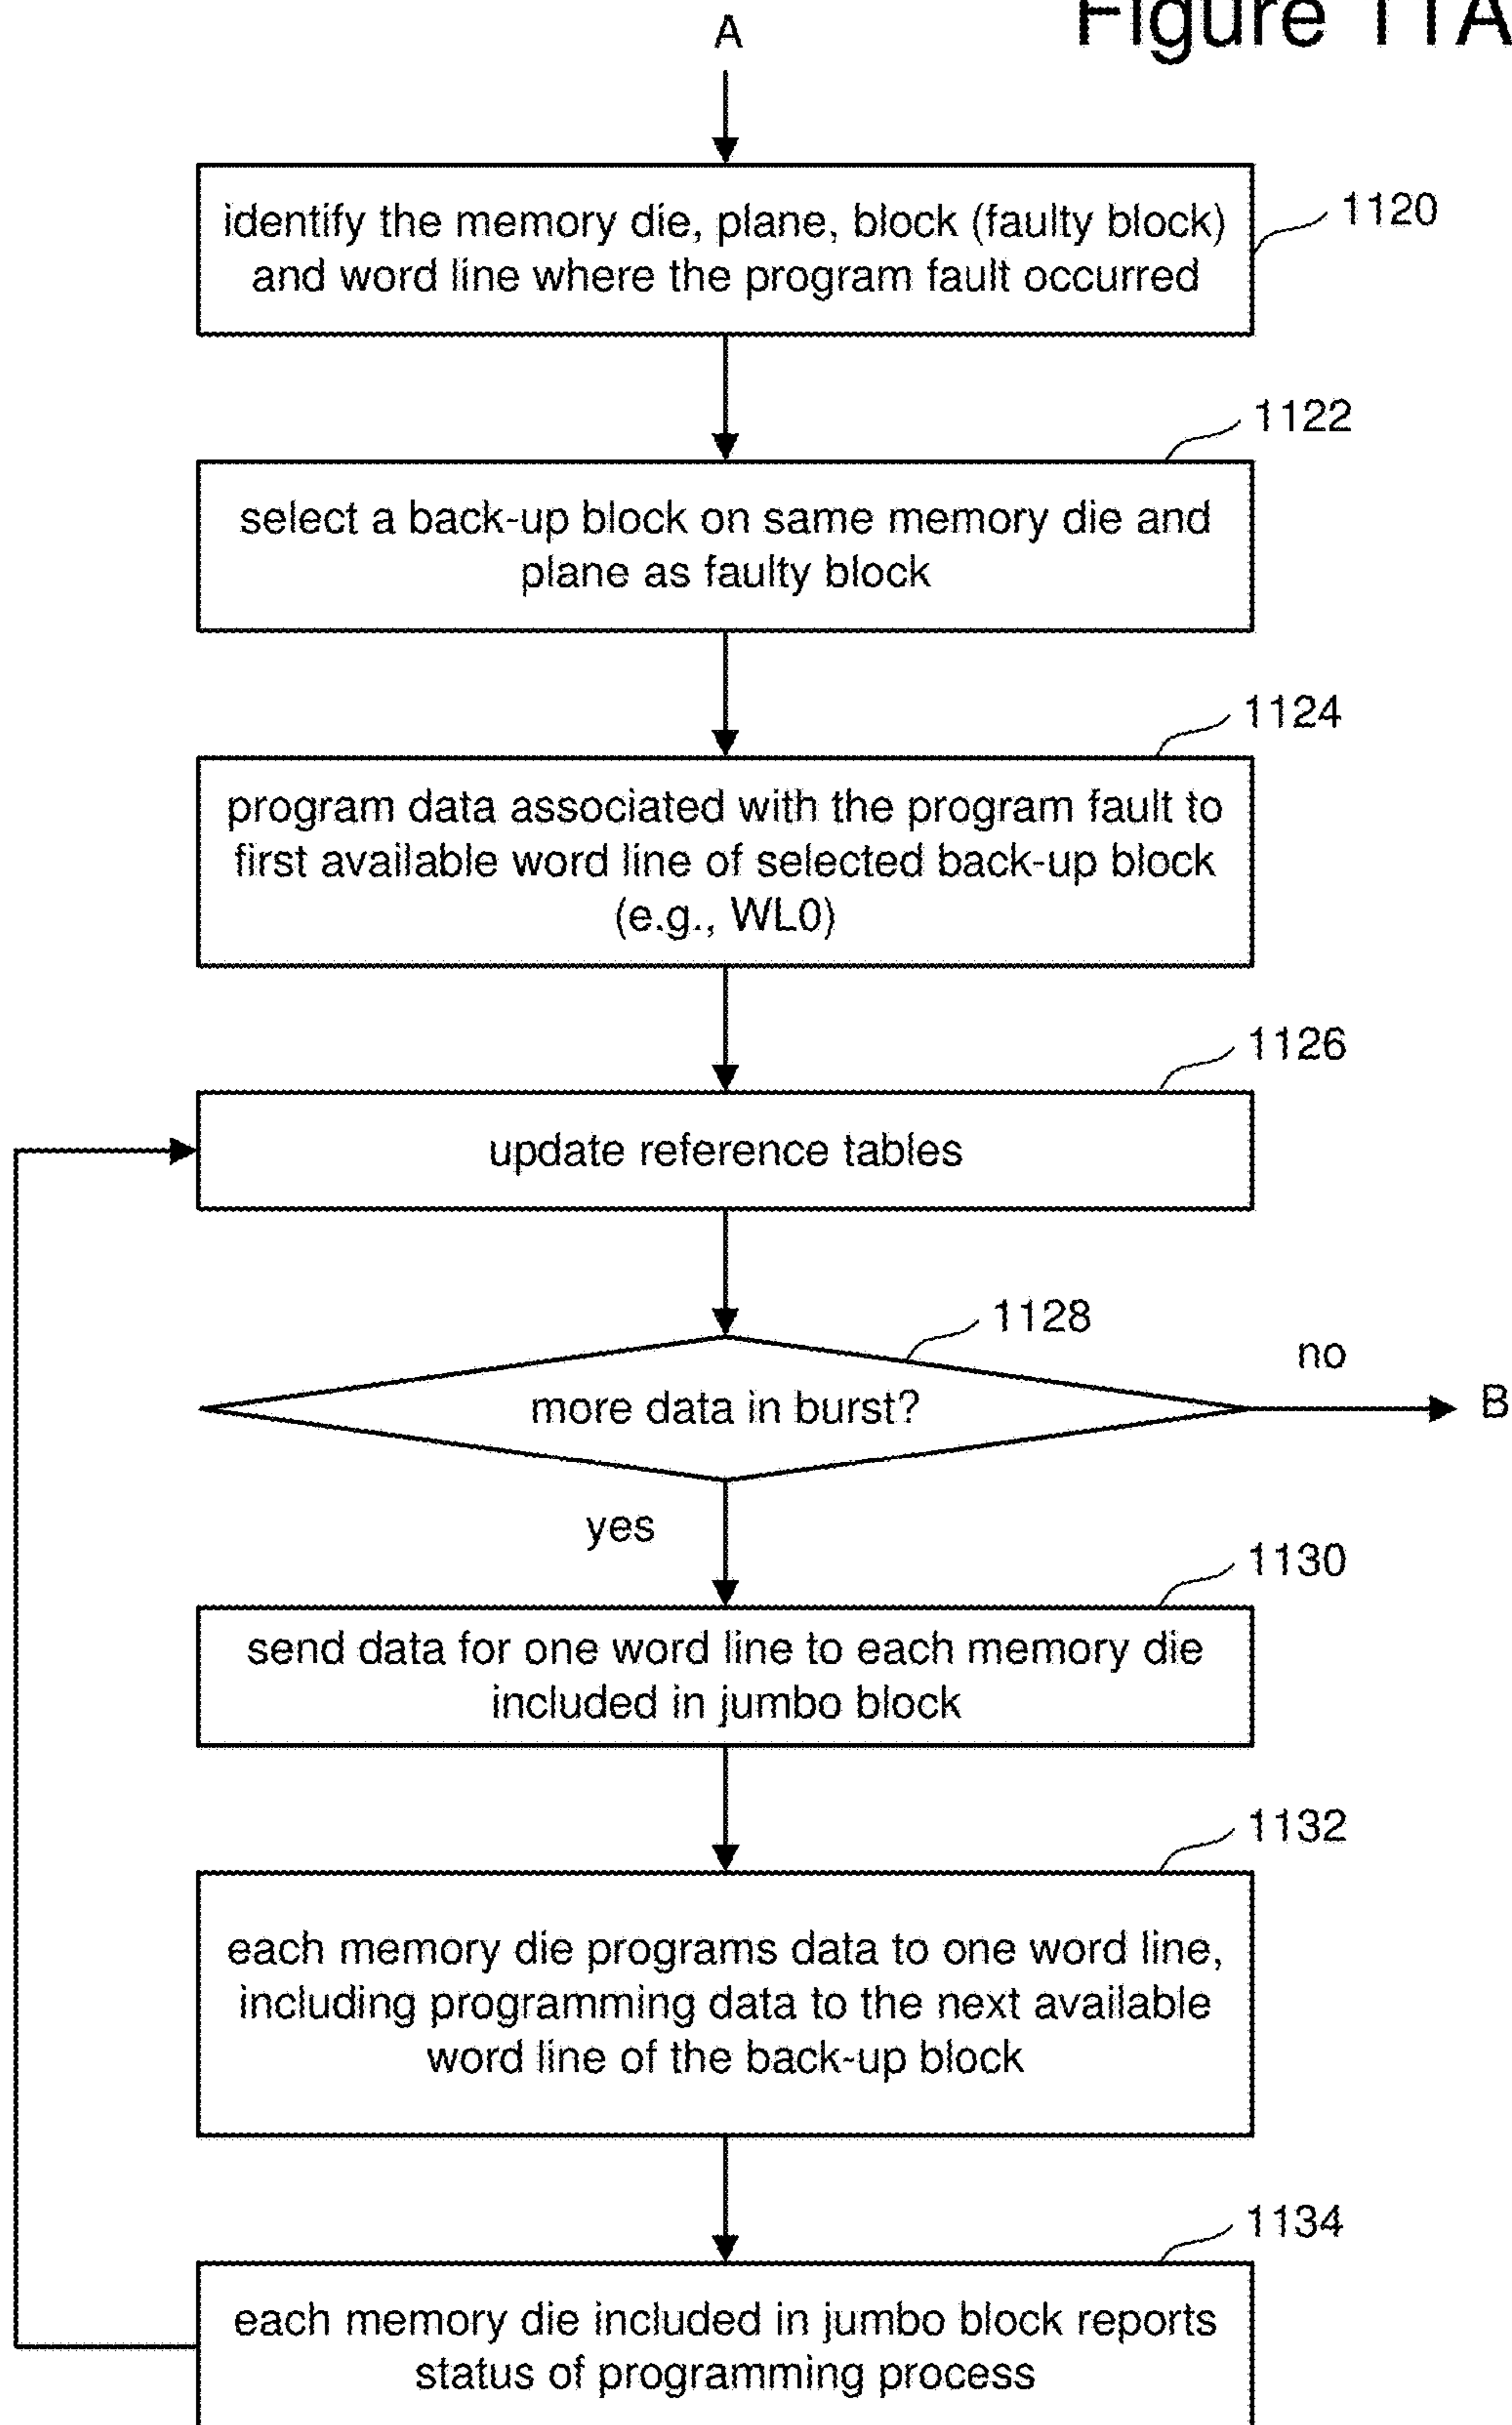 Figure 11A
A
identify the memory die, plane, block (faulty block)
and word line where the program fault occurred
1120
1122
select a back-up block on same memory die and
plane as faulty block
1124
program data associated with the program fault to
first available word line of selected back-up block
(e.g., WL0)
1126
update reference tables
1128
more data in burst?
no
B
yes
1130
send data for one word line to each memory die
included in jumbo block
1132
each memory die programs data to one word line,
including programming data to the next available
word line of the back-up block
1134
each memory die included in jumbo block reports
status of programming process